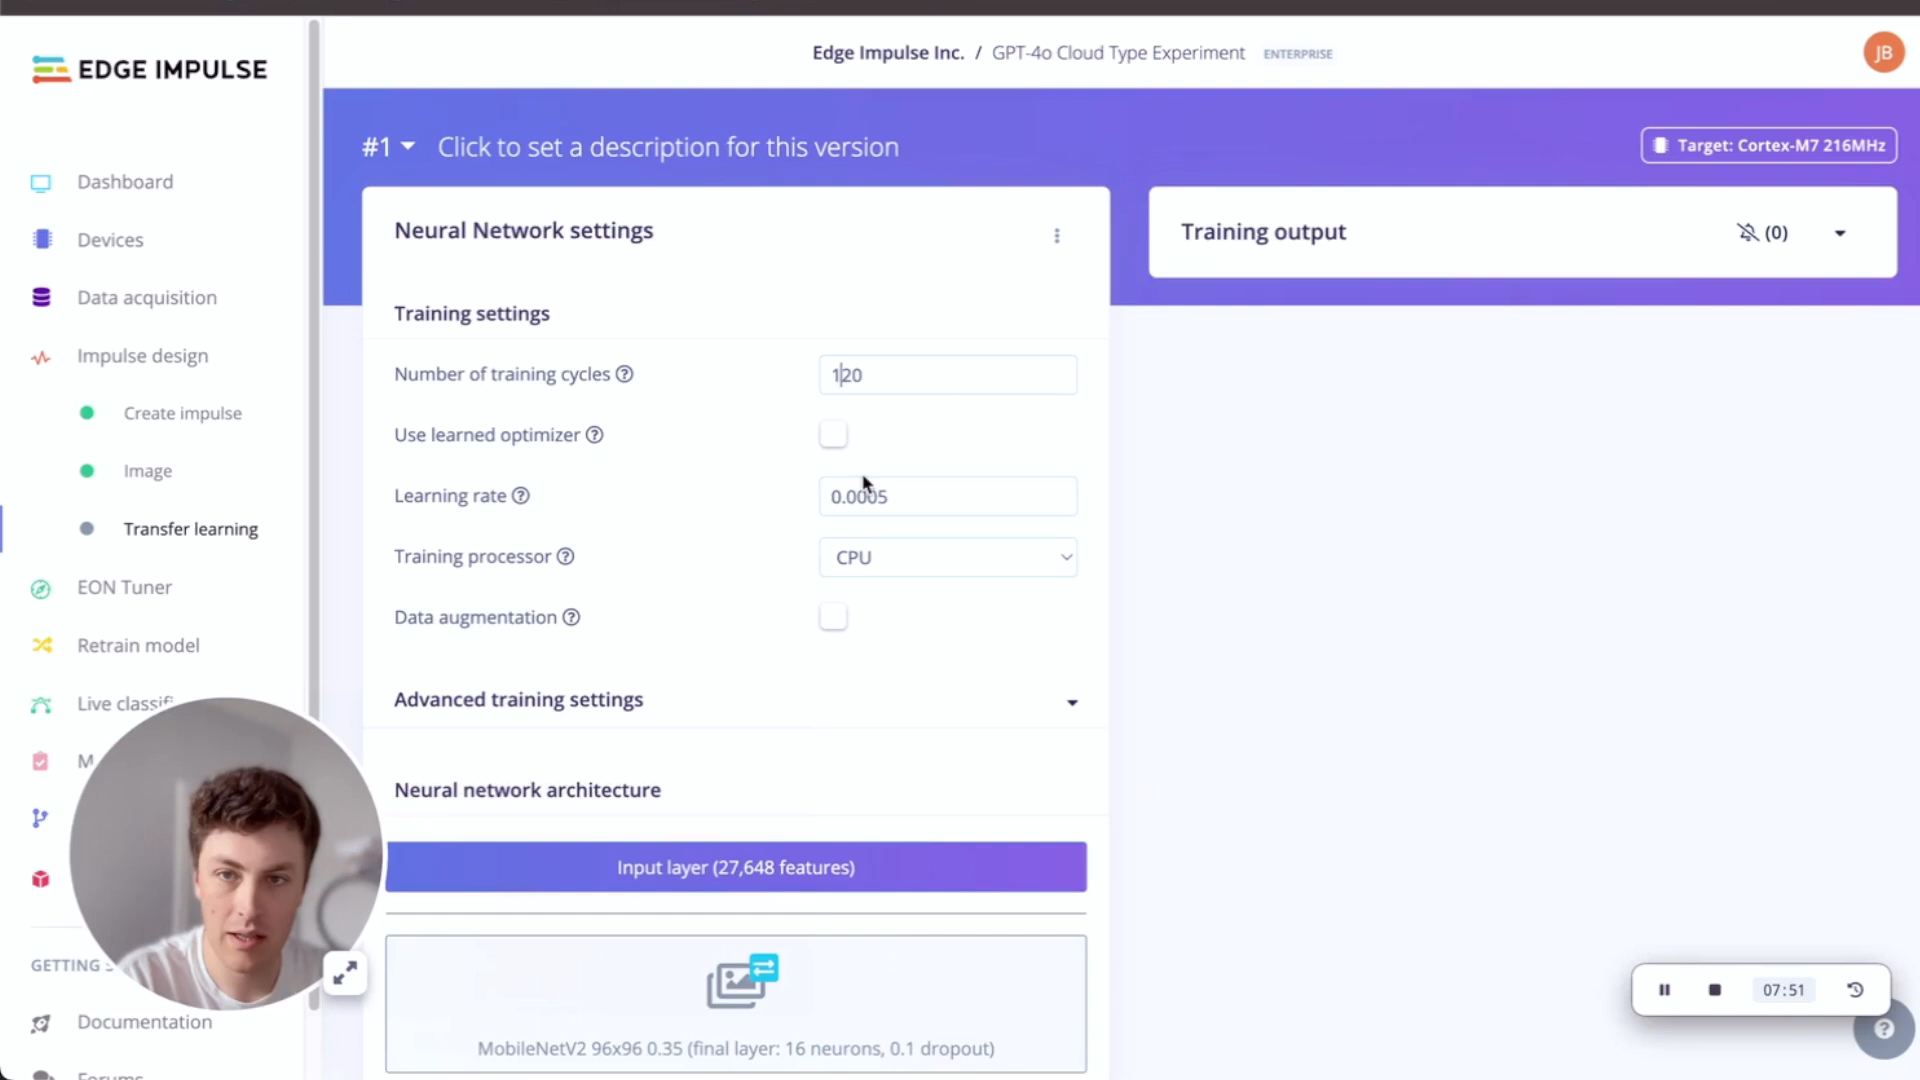 EDGE IMPULSE
Edge Impulse Inc. / GPT-4o Cloud Type Experiment ENTERPRISE
JB
#1 Click to set a description for this version
Target: Cortex-M7 216MHz
Dashboard
Devices
Data acquisition
Impulse design
Create impulse
Image
Transfer learning
EON Tuner
Retrain model
Live classifi
M
GETTING S
Documentation
Forums
Neural Network settings
Training settings
Number of training cycles ?
120
Use learned optimizer ?
Learning rate ?
0.0005
Training processor ?
CPU
Data augmentation ?
Advanced training settings
Neural network architecture
Input layer (27,648 features)
MobileNetV2 96x96 0.35 (final layer: 16 neurons, 0.1 dropout)
Training output
(0)
07:51
?